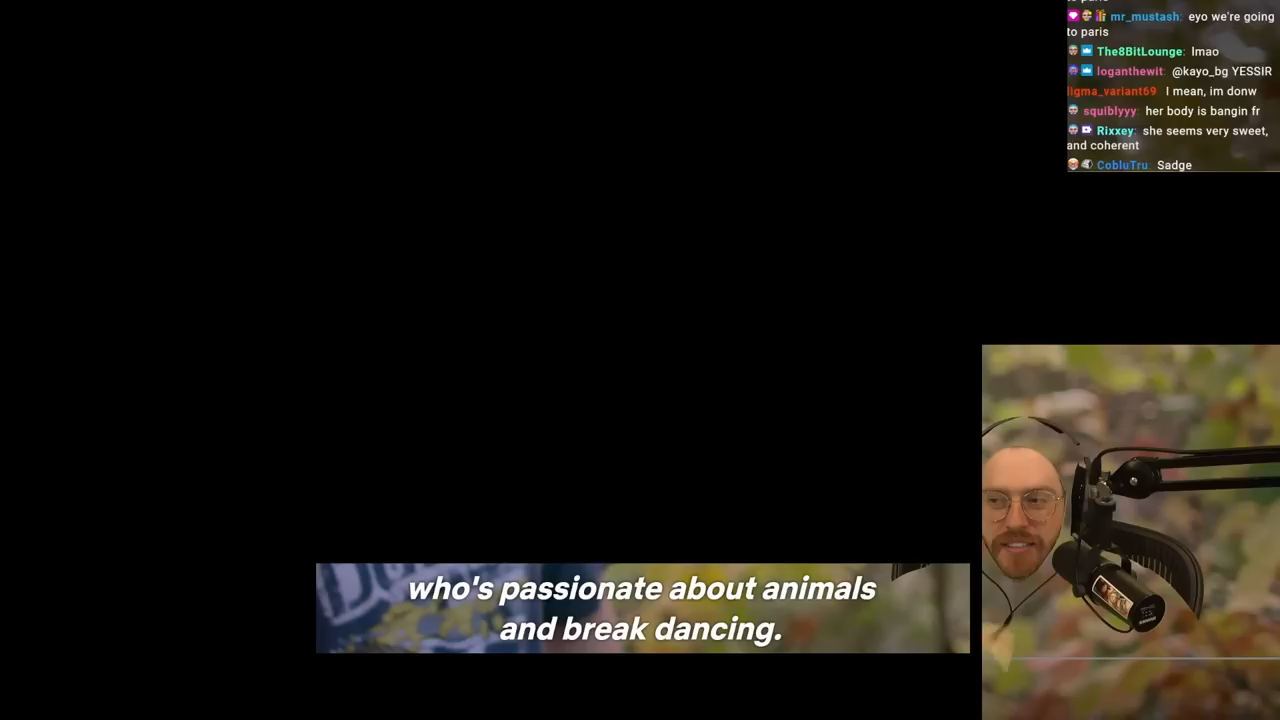 to paris
mr_mustash: eyo we're going
to paris
The8BitLounge: lmao
loganthewit: @kayo_bg YESSIR
ligma_variant69 I mean, im donw
squiblyyy: her body is bangin fr
Rixxey: she seems very sweet,
and coherent
CobluTru: Sadge
who's passionate about animals
and break dancing.